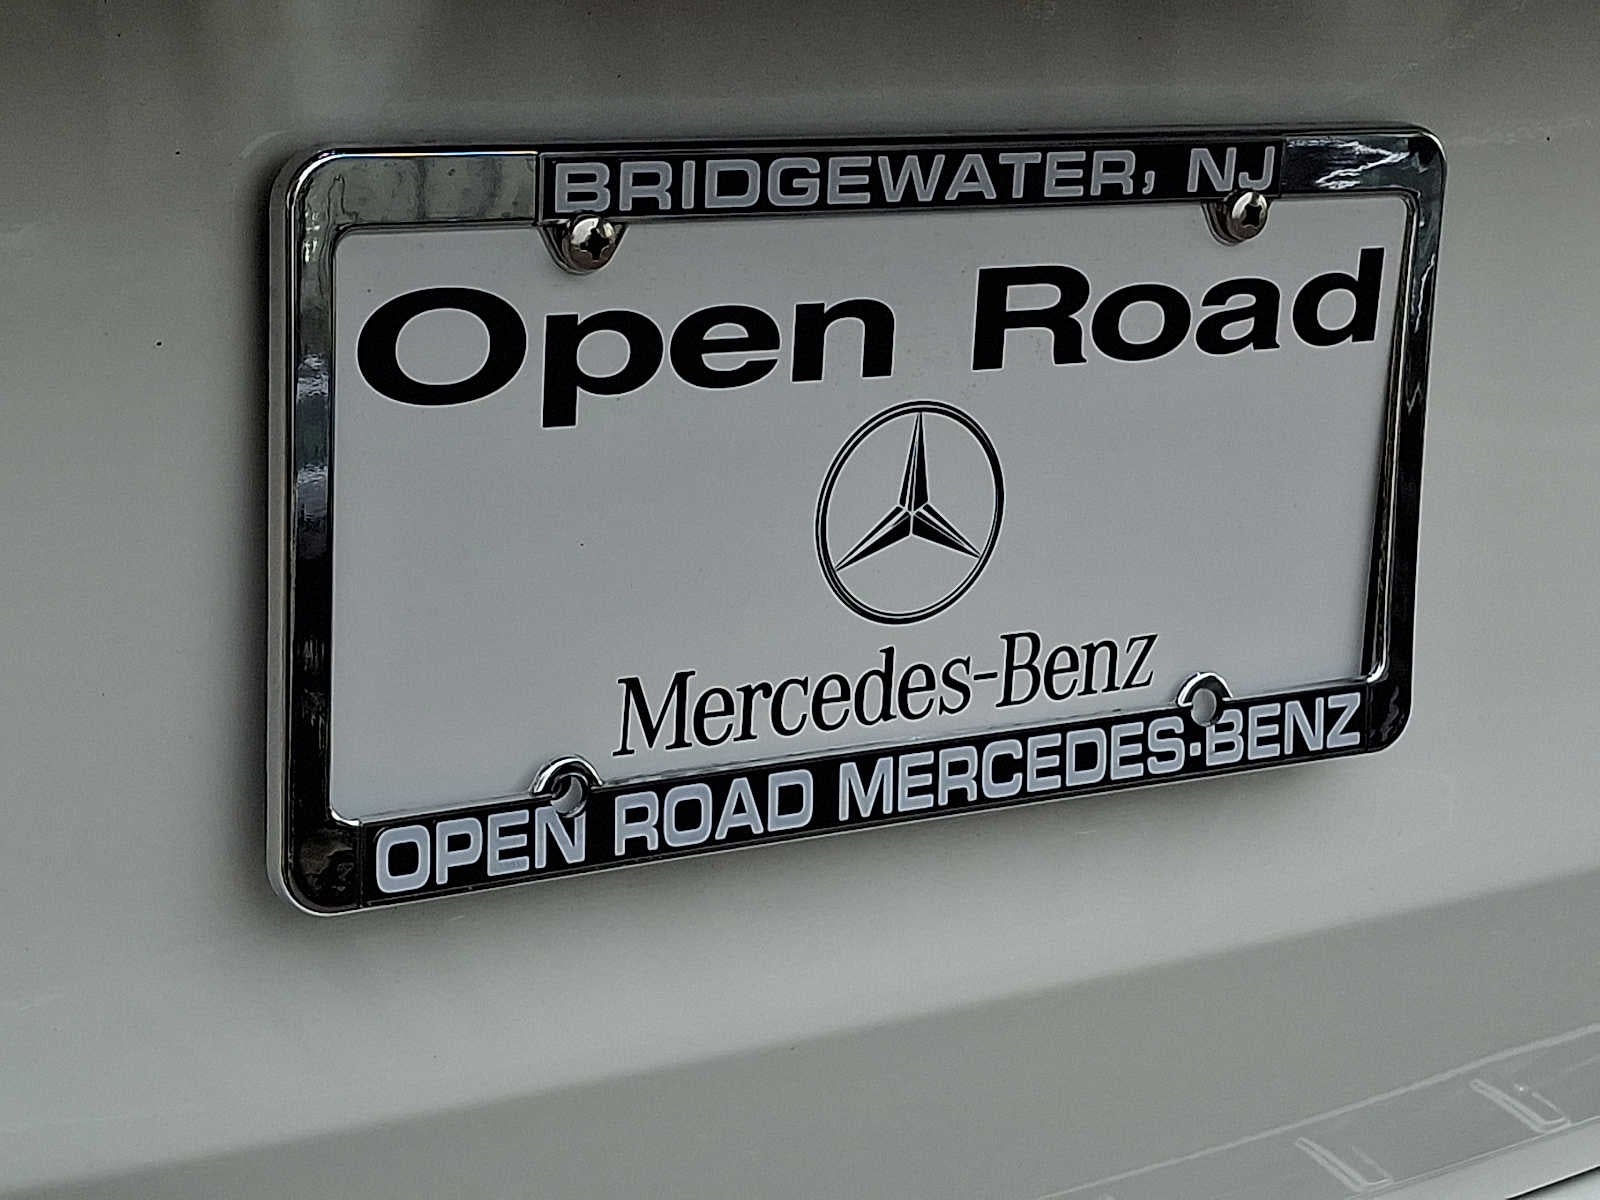 BRIDGEWATER, NJ
Open Road
Mercedes-Benz
OPEN ROAD MERCEDES-BENZ